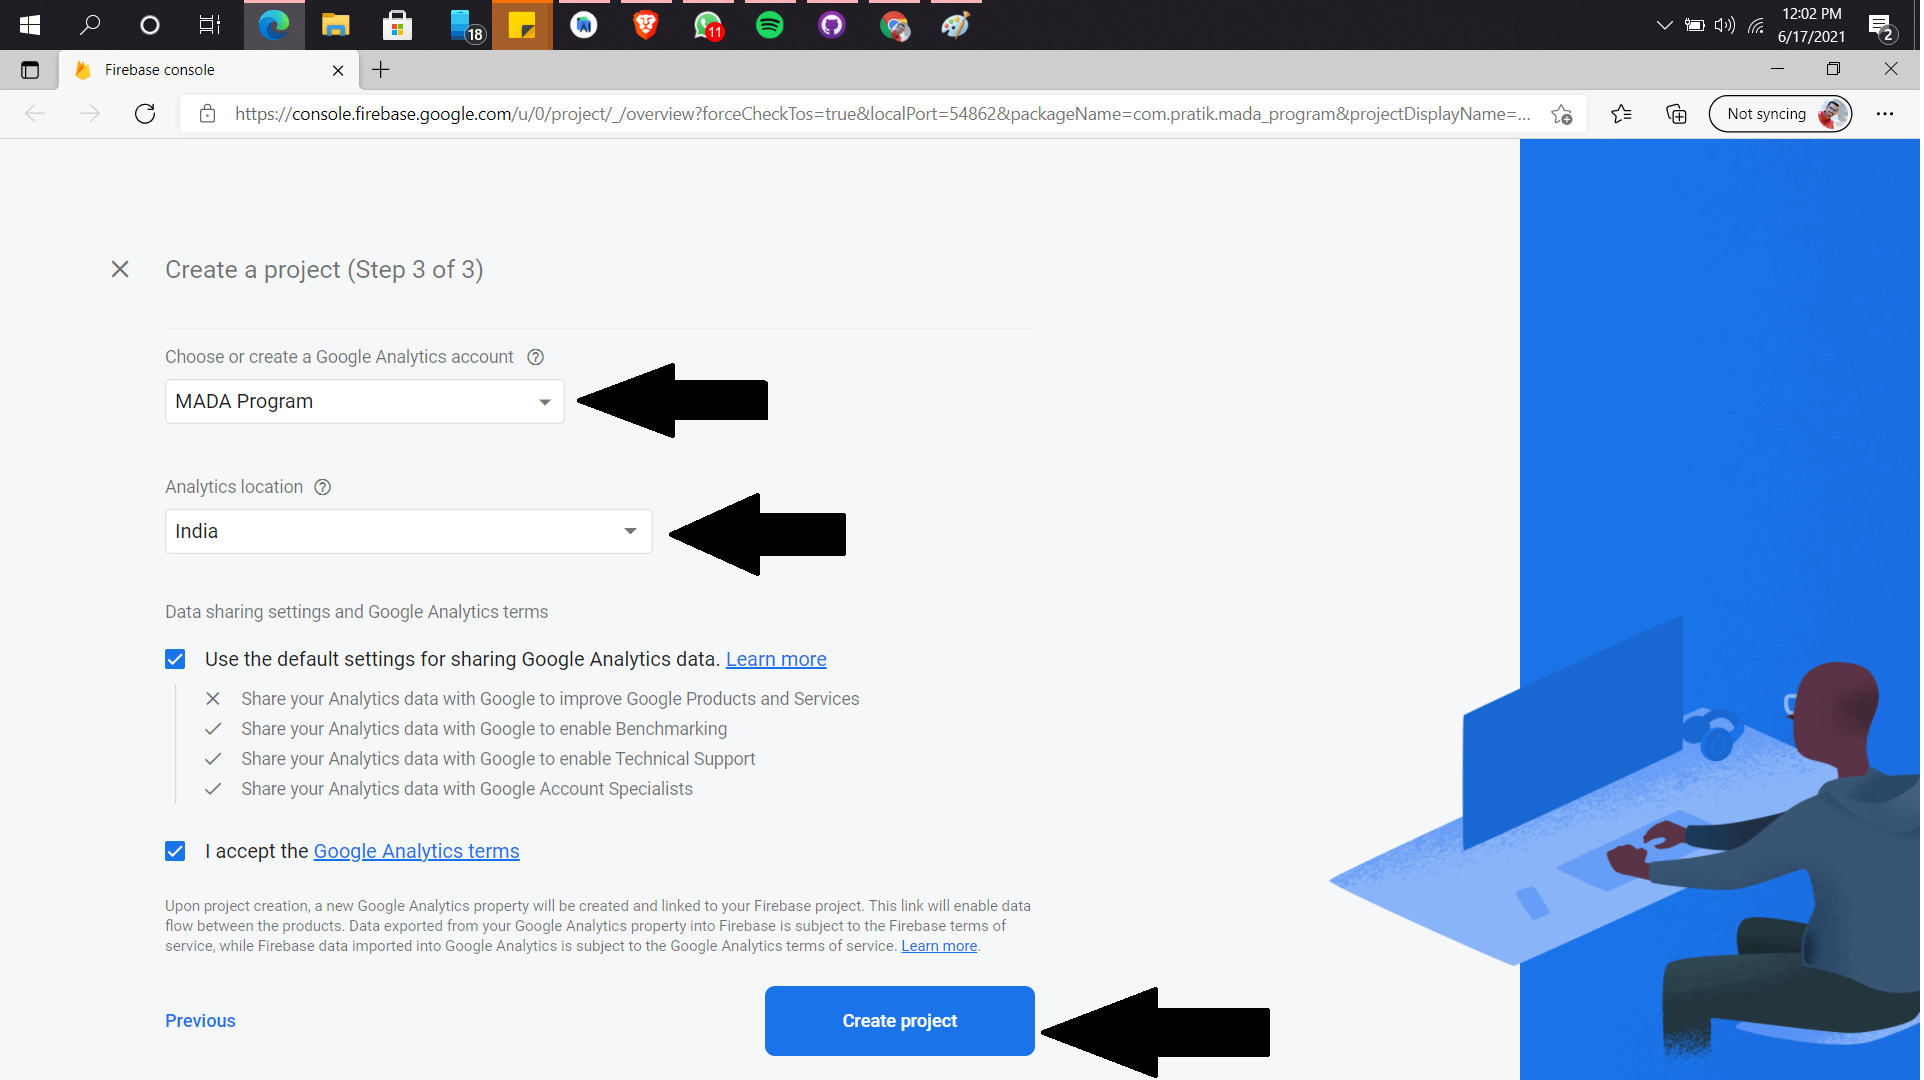 18
11
12:02 PM
6/17/2021
2
Firebase console
https://console.firebase.google.com/u/0/project/_/overview?forceCheckTos=true&localPort=54862&packageName=com.pratik.mada_program&projectDisplayName=...
Not syncing
Create a project (Step 3 of 3)
Choose or create a Google Analytics account
MADA Program
Analytics location
India
Data sharing settings and Google Analytics terms
Use the default settings for sharing Google Analytics data. Learn more
Share your Analytics data with Google to improve Google Products and Services
Share your Analytics data with Google to enable Benchmarking
Share your Analytics data with Google to enable Technical Support
Share your Analytics data with Google Account Specialists
I accept the Google Analytics terms
Upon project creation, a new Google Analytics property will be created and linked to your Firebase project. This link will enable data
flow between the products. Data exported from your Google Analytics property into Firebase is subject to the Firebase terms of
service, while Firebase data imported into Google Analytics is subject to the Google Analytics terms of service. Learn more.
Previous
Create project